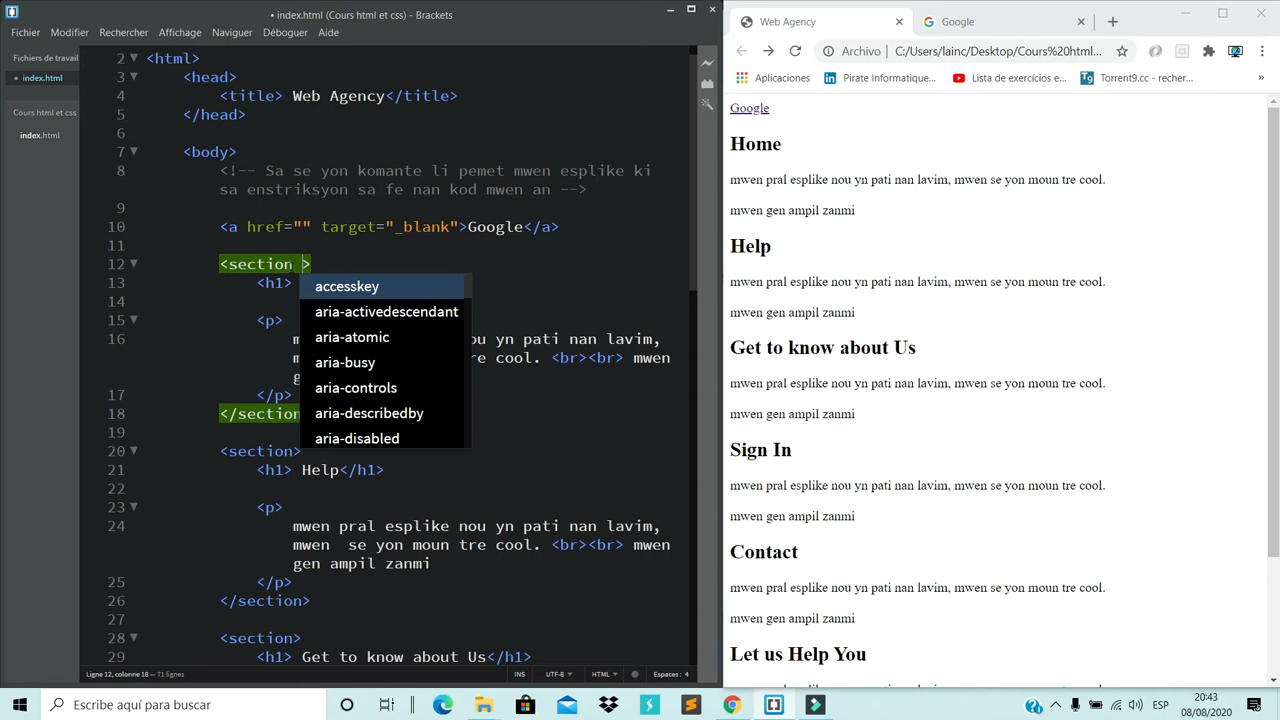 • index.html (Cours html et css) - Brackets
Fichier Modifier Rechercher Affichage Naviguer Déboguer Aide
Fichiers de travail
• index.html
Cours html et css
index.html
2 <html>
3 <head>
4 <title> Web Agency</title>
5 </head>
6
7 <body>
8 <!-- Sa se yon komante li pemet mwen esplike ki
sa enstriksyon sa fe nan kod mwen an -->
9
10 <a href="" target="_blank">Google</a>
11
12 <section >
13 <h1>
14
15 <p>
16 ou yn pati nan lavim,
tre cool. <br><br> mwen
17 </p>
18 </section
19
20 <section>
21 <h1> Help</h1>
22
23 <p>
24 mwen pral esplike nou yn pati nan lavim,
mwen  se yon moun tre cool. <br><br> mwen
gen ampil zanmi
25 </p>
26 </section>
27
28 <section>
29 <h1> Get to know about Us</h1>
accesskey
aria-activedescendant
aria-atomic
aria-busy
aria-controls
aria-describedby
aria-disabled
Ligne 12, colonne 18 — 71 lignes
INS UTF-8 HTML Espaces : 4
Web Agency
Google
Archivo C:/Users/lainc/Desktop/Cours%20html...
Aplicaciones Pirate Informatique... Lista de exercícios e... Torrent9.cc - recher... »
Google
Home
mwen pral esplike nou yn pati nan lavim, mwen se yon moun tre cool.
mwen gen ampil zanmi
Help
mwen pral esplike nou yn pati nan lavim, mwen se yon moun tre cool.
mwen gen ampil zanmi
Get to know about Us
mwen pral esplike nou yn pati nan lavim, mwen se yon moun tre cool.
mwen gen ampil zanmi
Sign In
mwen pral esplike nou yn pati nan lavim, mwen se yon moun tre cool.
mwen gen ampil zanmi
Contact
mwen pral esplike nou yn pati nan lavim, mwen se yon moun tre cool.
mwen gen ampil zanmi
Let us Help You
Escribe aquí para buscar
ESP
20:43
08/08/2020